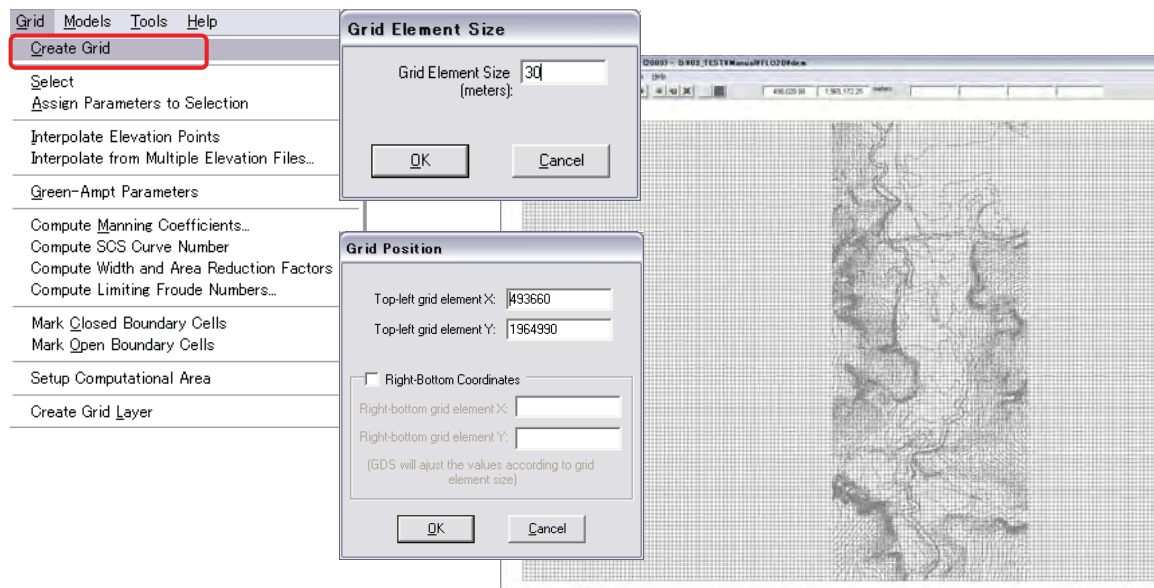 Grid Models Tools Help
Create Grid
Select
Assign Parameters to Selection
Interpolate Elevation Points
Interpolate from Multiple Elevation Files...
Green-Ampt Parameters
Compute Manning Coefficients...
Compute SCS Curve Number
Compute Width and Area Reduction Factors
Compute Limiting Froude Numbers...
Mark Closed Boundary Cells
Mark Open Boundary Cells
Setup Computational Area
Create Grid Layer
Grid Element Size
Grid Element Size 30
(meters):
OK Cancel
Grid Position
Top-left grid element X: 493660
Top-left grid element Y: 1964990
Right-Bottom Coordinates
Right-bottom grid element X:
Right-bottom grid element Y:
(GDS will ajust the values according to grid
element size)
OK Cancel
Help
meters